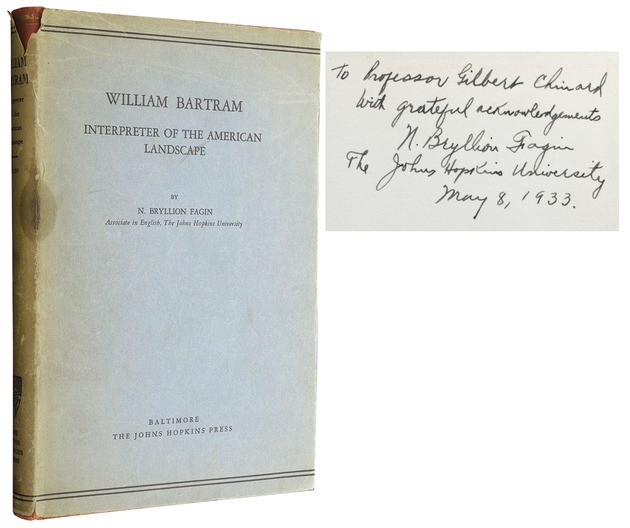 WILLIAM BARTRAM
INTERPRETER OF THE AMERICAN
LANDSCAPE
BY
N. BRYLLION FAGIN
Associate in English, The Johns Hopkins University
BALTIMORE
THE JOHNS HOPKINS PRESS
To Professor Gilbert Chinard
With grateful acknowledgements
N. Bryllion Fagin
The Johns Hopkins University
May 8, 1933.